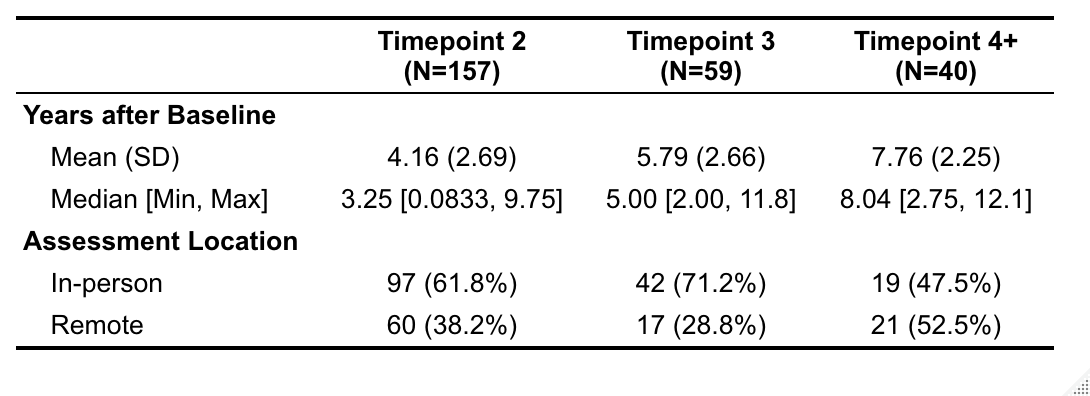 Timepoint 2 Timepoint 3 Timepoint 4+
(N=157) (N=59) (N=40)
Years after Baseline
Mean (SD) 4.16 (2.69) 5.79 (2.66) 7.76 (2.25)
Median [Min, Max] 3.25 [0.0833, 9.75] 5.00 [2.00, 11.8] 8.04 [2.75, 12.1]
Assessment Location
In-person 97 (61.8%) 42 (71.2%) 19 (47.5%)
Remote 60 (38.2%) 17 (28.8%) 21 (52.5%)